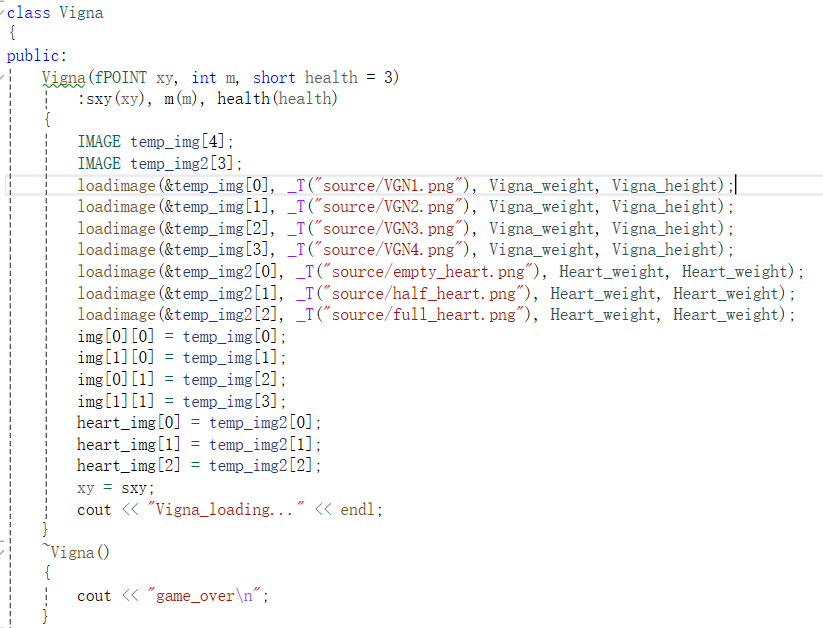 class Vigna
{
public:
    Vigna(fPOINT xy, int m, short health = 3)
        :sxy(xy), m(m), health(health)
    {
        IMAGE temp_img[4];
        IMAGE temp_img2[3];
        loadimage(&temp_img[0], _T("source/VGN1.png"), Vigna_weight, Vigna_height);
        loadimage(&temp_img[1], _T("source/VGN2.png"), Vigna_weight, Vigna_height);
        loadimage(&temp_img[2], _T("source/VGN3.png"), Vigna_weight, Vigna_height);
        loadimage(&temp_img[3], _T("source/VGN4.png"), Vigna_weight, Vigna_height);
        loadimage(&temp_img2[0], _T("source/empty_heart.png"), Heart_weight, Heart_weight);
        loadimage(&temp_img2[1], _T("source/half_heart.png"), Heart_weight, Heart_weight);
        loadimage(&temp_img2[2], _T("source/full_heart.png"), Heart_weight, Heart_weight);
        img[0][0] = temp_img[0];
        img[1][0] = temp_img[1];
        img[0][1] = temp_img[2];
        img[1][1] = temp_img[3];
        heart_img[0] = temp_img2[0];
        heart_img[1] = temp_img2[1];
        heart_img[2] = temp_img2[2];
        xy = sxy;
        cout << "Vigna_loading..." << endl;
    }
    ~Vigna()
    {
        cout << "game_over\n";
    }